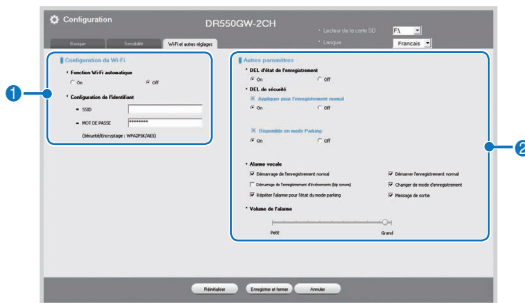 Configuration
DR550GW-2CH
Lecteur de la carte SD F:\
Langue Francais
Basique Sensibilité Wi-Fi et autres réglages
Configuration du Wi-Fi
Fonction Wi-Fi automatique
On Off
Configuration de l'identifiant
SSID
MOT DE PASSE ********
(Sécurité/Encryptage : WPA2PSK/AES)
Autres paramètres
DEL d'état de l'enregistrement
On Off
DEL de sécurité
Appliquer pour l'enregistrement normal
On Off
Disponible en mode Parking
On Off
Alarme vocale
Démarrage de l'enregistrement normal Démarrer l'enregistrement normal
Démarrage de l'enregistrement d'événements (bip sonore) Changer de mode d'enregistrement
Répéter l'alarme pour l'état du mode parking Message de sortie
Volume de l'alarme
Petit Grand
Réinitialiser Enregistrer et fermer Annuler
1
2